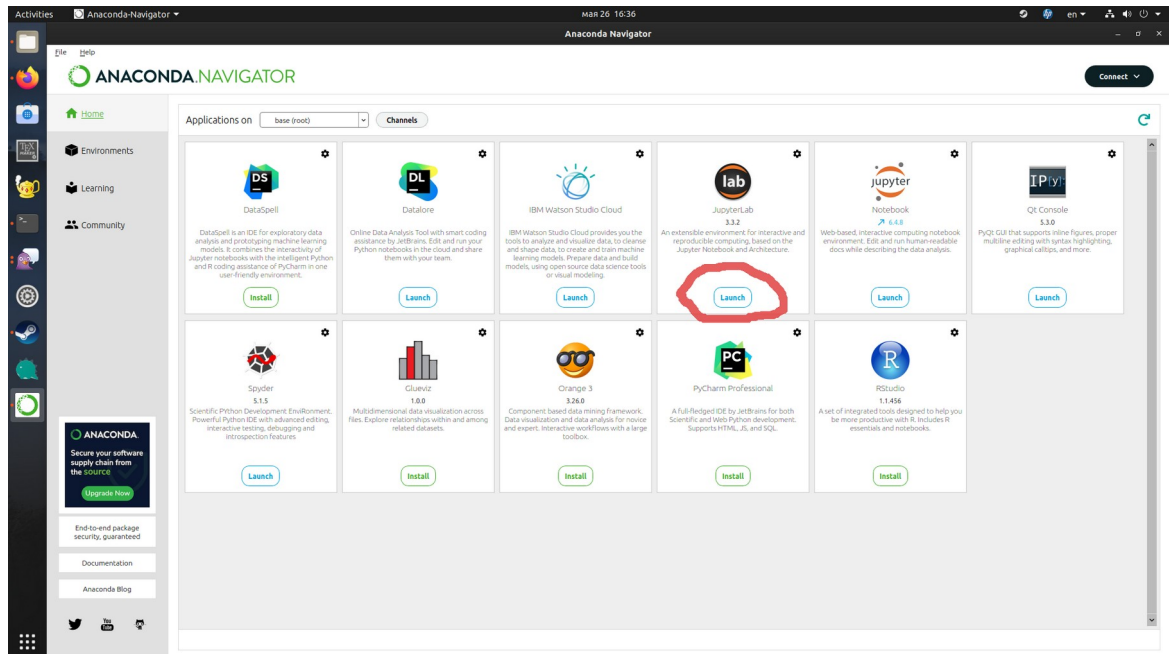 Activities
Anaconda-Navigator
мая 26 16:36
en
Anaconda Navigator
File
Help
ANACONDA.NAVIGATOR
Connect
Home
Environments
Learning
Community
Applications on
base (root)
Channels
DS
DataSpell
DataSpell is an IDE for exploratory data
analysis and prototyping machine learning
models. It combines the interactivity of
Jupyter notebooks with the intelligent Python
and R coding assistance of PyCharm in one
user-friendly environment.
Install
DL
Datalore
Online Data Analysis Tool with smart coding
assistance by JetBrains. Edit and run your
Python notebooks in the cloud and share
them with your team.
Launch
IBM Watson Studio Cloud
IBM Watson Studio Cloud provides you the
tools to analyze and visualize data, to cleanse
and shape data, to create and train machine
learning models. Prepare data and build
models, using open source data science tools
or visual modeling.
Launch
lab
JupyterLab
3.3.2
An extensible environment for interactive and
reproducible computing, based on the
Jupyter Notebook and Architecture.
Launch
jupyter
Notebook
6.4.8
Web-based, interactive computing notebook
environment. Edit and run human-readable
docs while describing the data analysis.
Launch
IP[y]:
Qt Console
5.3.0
PyQt GUI that supports inline figures, proper
multiline editing with syntax highlighting,
graphical calltips, and more.
Launch
Spyder
5.1.5
Scientific PYthon Development EnviRonment.
Powerful Python IDE with advanced editing,
interactive testing, debugging and
introspection features
Launch
Glueviz
1.0.0
Multidimensional data visualization across
files. Explore relationships within and among
related datasets.
Install
Orange 3
3.26.0
Component based data mining framework.
Data visualization and data analysis for novice
and expert. Interactive workflows with a large
toolbox.
Install
PC
PyCharm Professional
A full-fledged IDE by JetBrains for both
Scientific and Web Python development.
Supports HTML, JS, and SQL.
Install
R
RStudio
1.1.456
A set of integrated tools designed to help you
be more productive with R. Includes R
essentials and notebooks.
Install
ANACONDA.
Secure your software
supply chain from
the source
Upgrade Now
End-to-end package
security, guaranteed
Documentation
Anaconda Blog
You
Tube